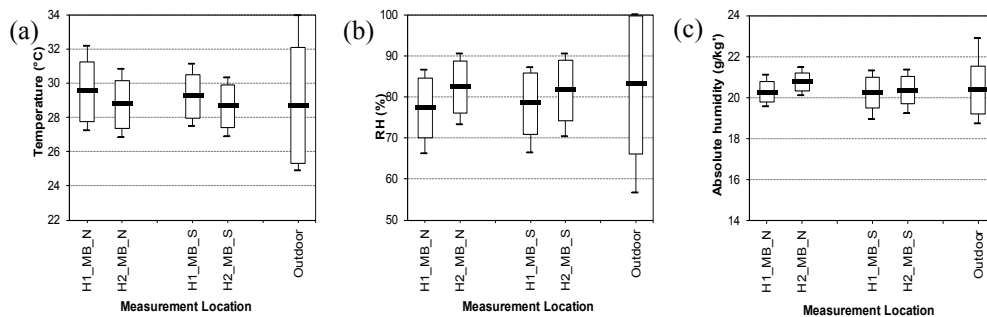 (a)
Temperature (°C)
34
32
30
28
26
24
22
H1_MB_N
H2_MB_N
H1_MB_S
H2_MB_S
Outdoor
Measurement Location
(b)
RH (%)
100
90
80
70
60
50
H1_MB_N
H2_MB_N
H1_MB_S
H2_MB_S
Outdoor
Measurement Location
(c)
Absolute humidity (g/kg')
24
22
20
18
16
14
H1_MB_N
H2_MB_N
H1_MB_S
H2_MB_S
Outdoor
Measurement Location